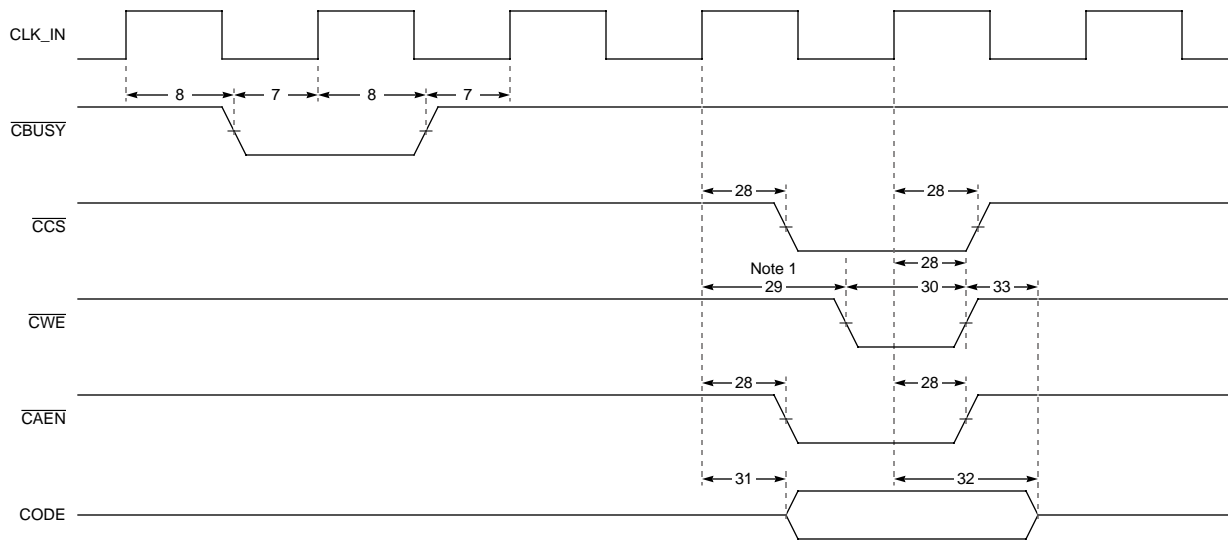 CLK_IN
8 7 8 7
CBUSY
28 28
CCS
Note 1 28
29 30 33
CWE
28 28
CAEN
31 32
CODE